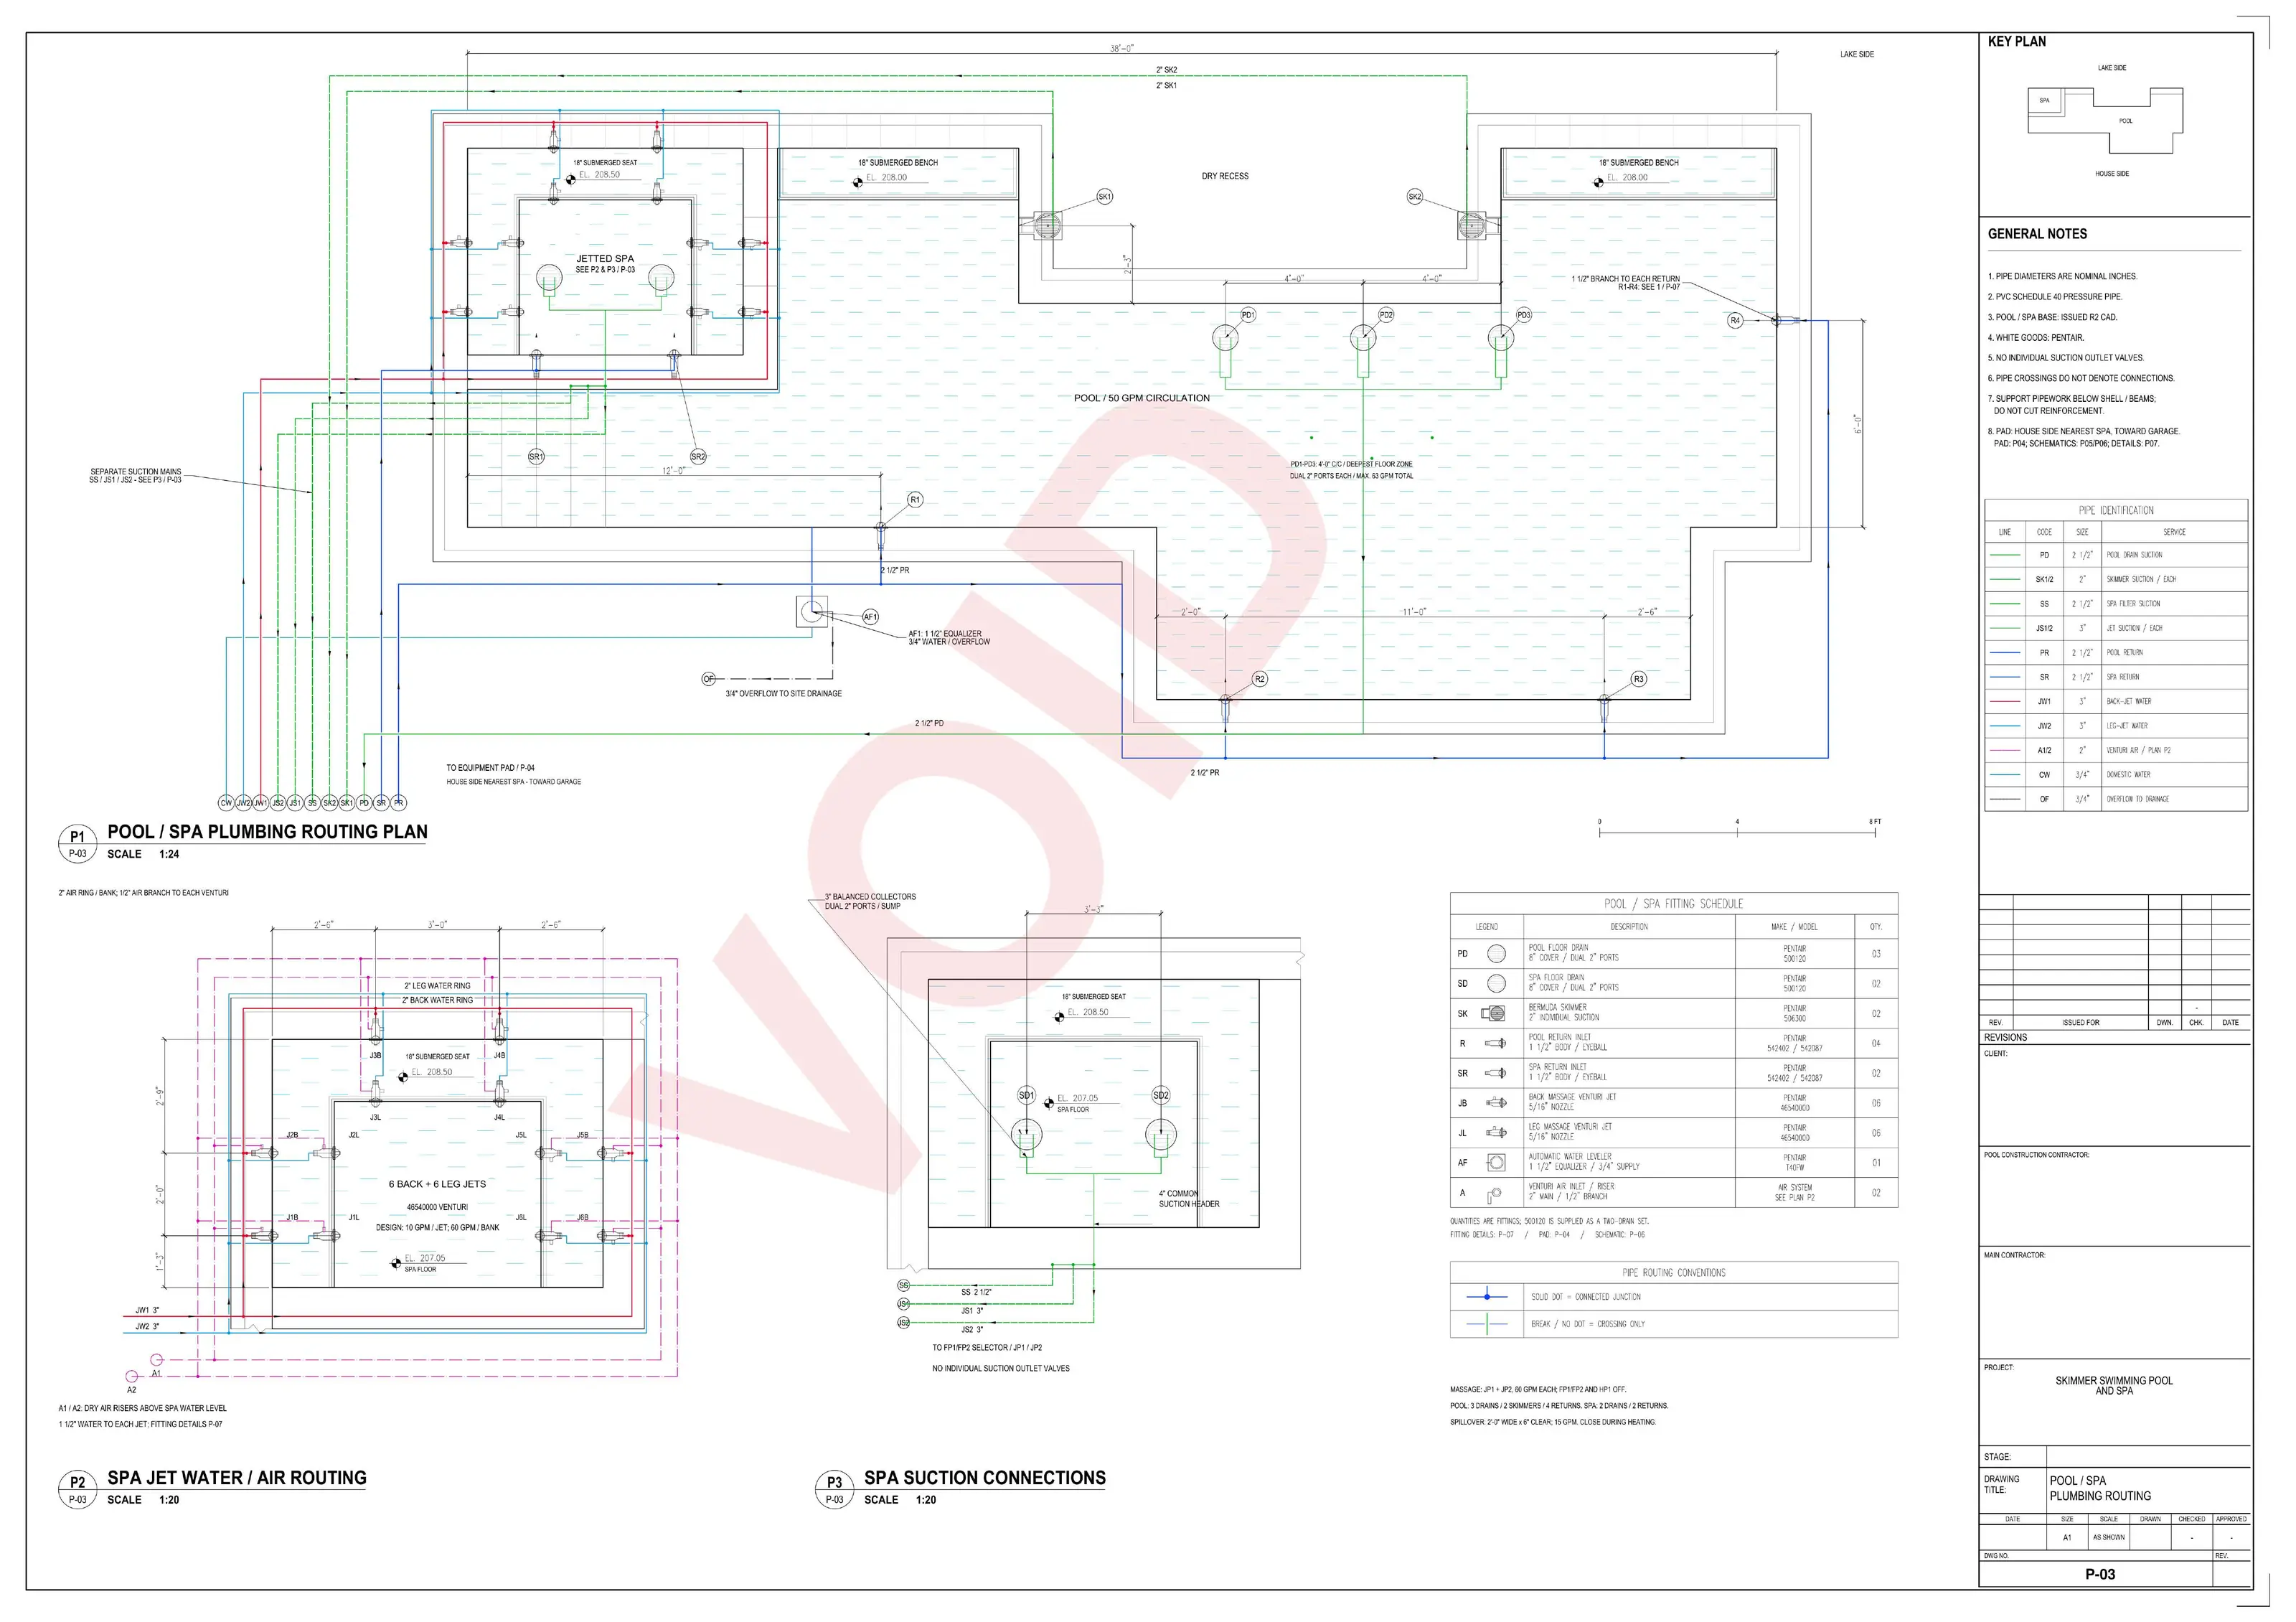 38'-0"
LAKE SIDE
2" SK2
2" SK1
18" SUBMERGED SEAT
EL. 208.50
18" SUBMERGED BENCH
EL. 208.00
DRY RECESS
18" SUBMERGED BENCH
EL. 208.00
SK1
SK2
JETTED SPA
SEE P2 & P3 / P-03
2'-3"
4'-0"
4'-0"
1 1/2" BRANCH TO EACH RETURN
R1-R4: SEE 1 / P-07
PD1
PD2
PD3
R4
POOL / 50 GPM CIRCULATION
6'-0"
SR1
SR2
SEPARATE SUCTION MAINS
SS / JS1 / JS2 - SEE P3 / P-03
12'-0"
PD1-PD3: 4'-0" C/C / DEEPEST FLOOR ZONE
DUAL 2" PORTS EACH / MAX. 63 GPM TOTAL
R1
2 1/2" PR
AF1
AF1: 1 1/2" EQUALIZER
3/4" WATER / OVERFLOW
2'-0"
11'-0"
2'-6"
OF
3/4" OVERFLOW TO SITE DRAINAGE
R2
R3
2 1/2" PD
TO EQUIPMENT PAD / P-04
HOUSE SIDE NEAREST SPA - TOWARD GARAGE
2 1/2" PR
CW
JW2
JW1
JS2
JS1
SS
SK2
SK1
PD
SR
PR
0
4
8 FT
P1
P-03
POOL / SPA PLUMBING ROUTING PLAN
SCALE 1:24
VOID
2" AIR RING / BANK; 1/2" AIR BRANCH TO EACH VENTURI
2'-6"
3'-0"
2'-6"
2" LEG WATER RING
2" BACK WATER RING
J3B
J4B
18" SUBMERGED SEAT
EL. 208.50
J3L
J4L
2'-9"
J2B
J2L
J5L
J5B
6 BACK + 6 LEG JETS
46540000 VENTURI
2'-0"
J1B
J1L
J6L
J6B
DESIGN: 10 GPM / JET; 60 GPM / BANK
1'-3"
EL. 207.05
SPA FLOOR
JW1 3"
JW2 3"
A1
A2
A1 / A2: DRY AIR RISERS ABOVE SPA WATER LEVEL
1 1/2" WATER TO EACH JET; FITTING DETAILS P-07
P2
P-03
SPA JET WATER / AIR ROUTING
SCALE 1:20
3" BALANCED COLLECTORS
DUAL 2" PORTS / SUMP
3'-3"
18" SUBMERGED SEAT
EL. 208.50
SD1
SD2
EL. 207.05
SPA FLOOR
4" COMMON
SUCTION HEADER
SS
SS 2 1/2"
JS1
JS1 3"
JS2
JS2 3"
TO FP1/FP2 SELECTOR / JP1 / JP2
NO INDIVIDUAL SUCTION OUTLET VALVES
P3
P-03
SPA SUCTION CONNECTIONS
SCALE 1:20
POOL / SPA FITTING SCHEDULE
LEGEND DESCRIPTION MAKE / MODEL QTY.
PD POOL FLOOR DRAIN 8" COVER / DUAL 2" PORTS PENTAIR 500120 03
SD SPA FLOOR DRAIN 8" COVER / DUAL 2" PORTS PENTAIR 500120 02
SK BERMUDA SKIMMER 2" INDIVIDUAL SUCTION PENTAIR 506300 02
R POOL RETURN INLET 1 1/2" BODY / EYEBALL PENTAIR 542402 / 542087 04
SR SPA RETURN INLET 1 1/2" BODY / EYEBALL PENTAIR 542402 / 542087 02
JB BACK MASSAGE VENTURI JET 5/16" NOZZLE PENTAIR 46540000 06
JL LEG MASSAGE VENTURI JET 5/16" NOZZLE PENTAIR 46540000 06
AF AUTOMATIC WATER LEVELER 1 1/2" EQUALIZER / 3/4" SUPPLY PENTAIR T40FW 01
A VENTURI AIR INLET / RISER 2" MAIN / 1/2" BRANCH AIR SYSTEM SEE PLAN P2 02
QUANTITIES ARE FITTINGS; 500120 IS SUPPLIED AS A TWO-DRAIN SET.
FITTING DETAILS: P-07 / PAD: P-04 / SCHEMATIC: P-06
PIPE ROUTING CONVENTIONS
SOLID DOT = CONNECTED JUNCTION
BREAK / NO DOT = CROSSING ONLY
MASSAGE: JP1 + JP2, 60 GPM EACH; FP1/FP2 AND HP1 OFF.
POOL: 3 DRAINS / 2 SKIMMERS / 4 RETURNS. SPA: 2 DRAINS / 2 RETURNS.
SPILLOVER: 2'-0" WIDE x 6" CLEAR; 15 GPM. CLOSE DURING HEATING.
KEY PLAN
LAKE SIDE
SPA
POOL
HOUSE SIDE
GENERAL NOTES
1. PIPE DIAMETERS ARE NOMINAL INCHES.
2. PVC SCHEDULE 40 PRESSURE PIPE.
3. POOL / SPA BASE: ISSUED R2 CAD.
4. WHITE GOODS: PENTAIR.
5. NO INDIVIDUAL SUCTION OUTLET VALVES.
6. PIPE CROSSINGS DO NOT DENOTE CONNECTIONS.
7. SUPPORT PIPEWORK BELOW SHELL / BEAMS;
DO NOT CUT REINFORCEMENT.
8. PAD: HOUSE SIDE NEAREST SPA, TOWARD GARAGE.
PAD: P04; SCHEMATICS: P05/P06; DETAILS: P07.
PIPE IDENTIFICATION
LINE CODE SIZE SERVICE
PD 2 1/2" POOL DRAIN SUCTION
SK1/2 2" SKIMMER SUCTION / EACH
SS 2 1/2" SPA FILTER SUCTION
JS1/2 3" JET SUCTION / EACH
PR 2 1/2" POOL RETURN
SR 2 1/2" SPA RETURN
JW1 3" BACK-JET WATER
JW2 3" LEG-JET WATER
A1/2 2" VENTURI AIR / PLAN P2
CW 3/4" DOMESTIC WATER
OF 3/4" OVERFLOW TO DRAINAGE
-
REV. ISSUED FOR DWN. CHK. DATE
REVISIONS
CLIENT:
POOL CONSTRUCTION CONTRACTOR:
MAIN CONTRACTOR:
PROJECT:
SKIMMER SWIMMING POOL
AND SPA
STAGE:
DRAWING TITLE:
POOL / SPA
PLUMBING ROUTING
DATE SIZE SCALE DRAWN CHECKED APPROVED
A1 AS SHOWN - -
DWG NO. REV.
P-03